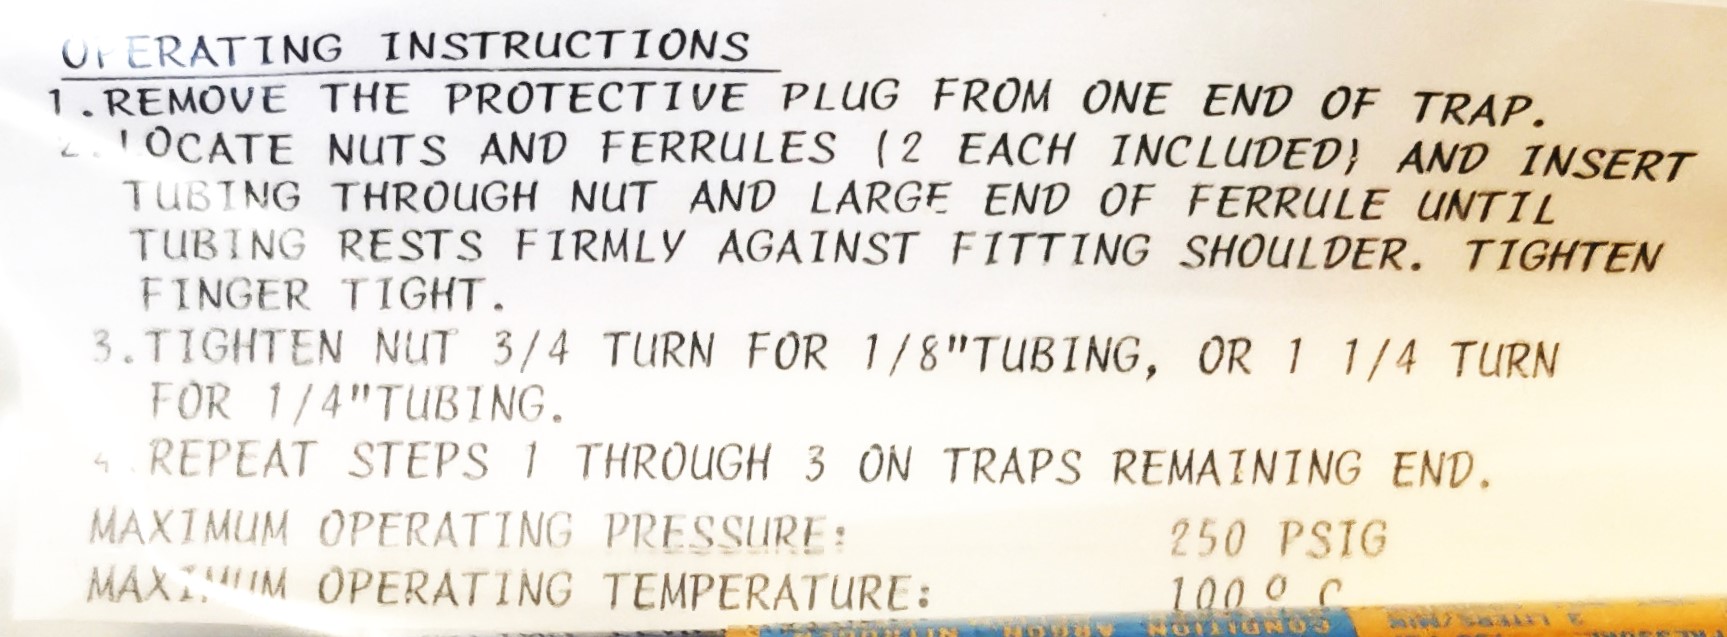 OPERATING INSTRUCTIONS
1. REMOVE THE PROTECTIVE PLUG FROM ONE END OF TRAP.
2. LOCATE NUTS AND FERRULES (2 EACH INCLUDED) AND INSERT
TUBING THROUGH NUT AND LARGE END OF FERRULE UNTIL
TUBING RESTS FIRMLY AGAINST FITTING SHOULDER. TIGHTEN
FINGER TIGHT.
3. TIGHTEN NUT 3/4 TURN FOR 1/8"TUBING, OR 1 1/4 TURN
FOR 1/4"TUBING.
4. REPEAT STEPS 1 THROUGH 3 ON TRAPS REMAINING END.
MAXIMUM OPERATING PRESSURE: 250 PSIG
MAXIMUM OPERATING TEMPERATURE: 100 º C
CONDITION ARGON